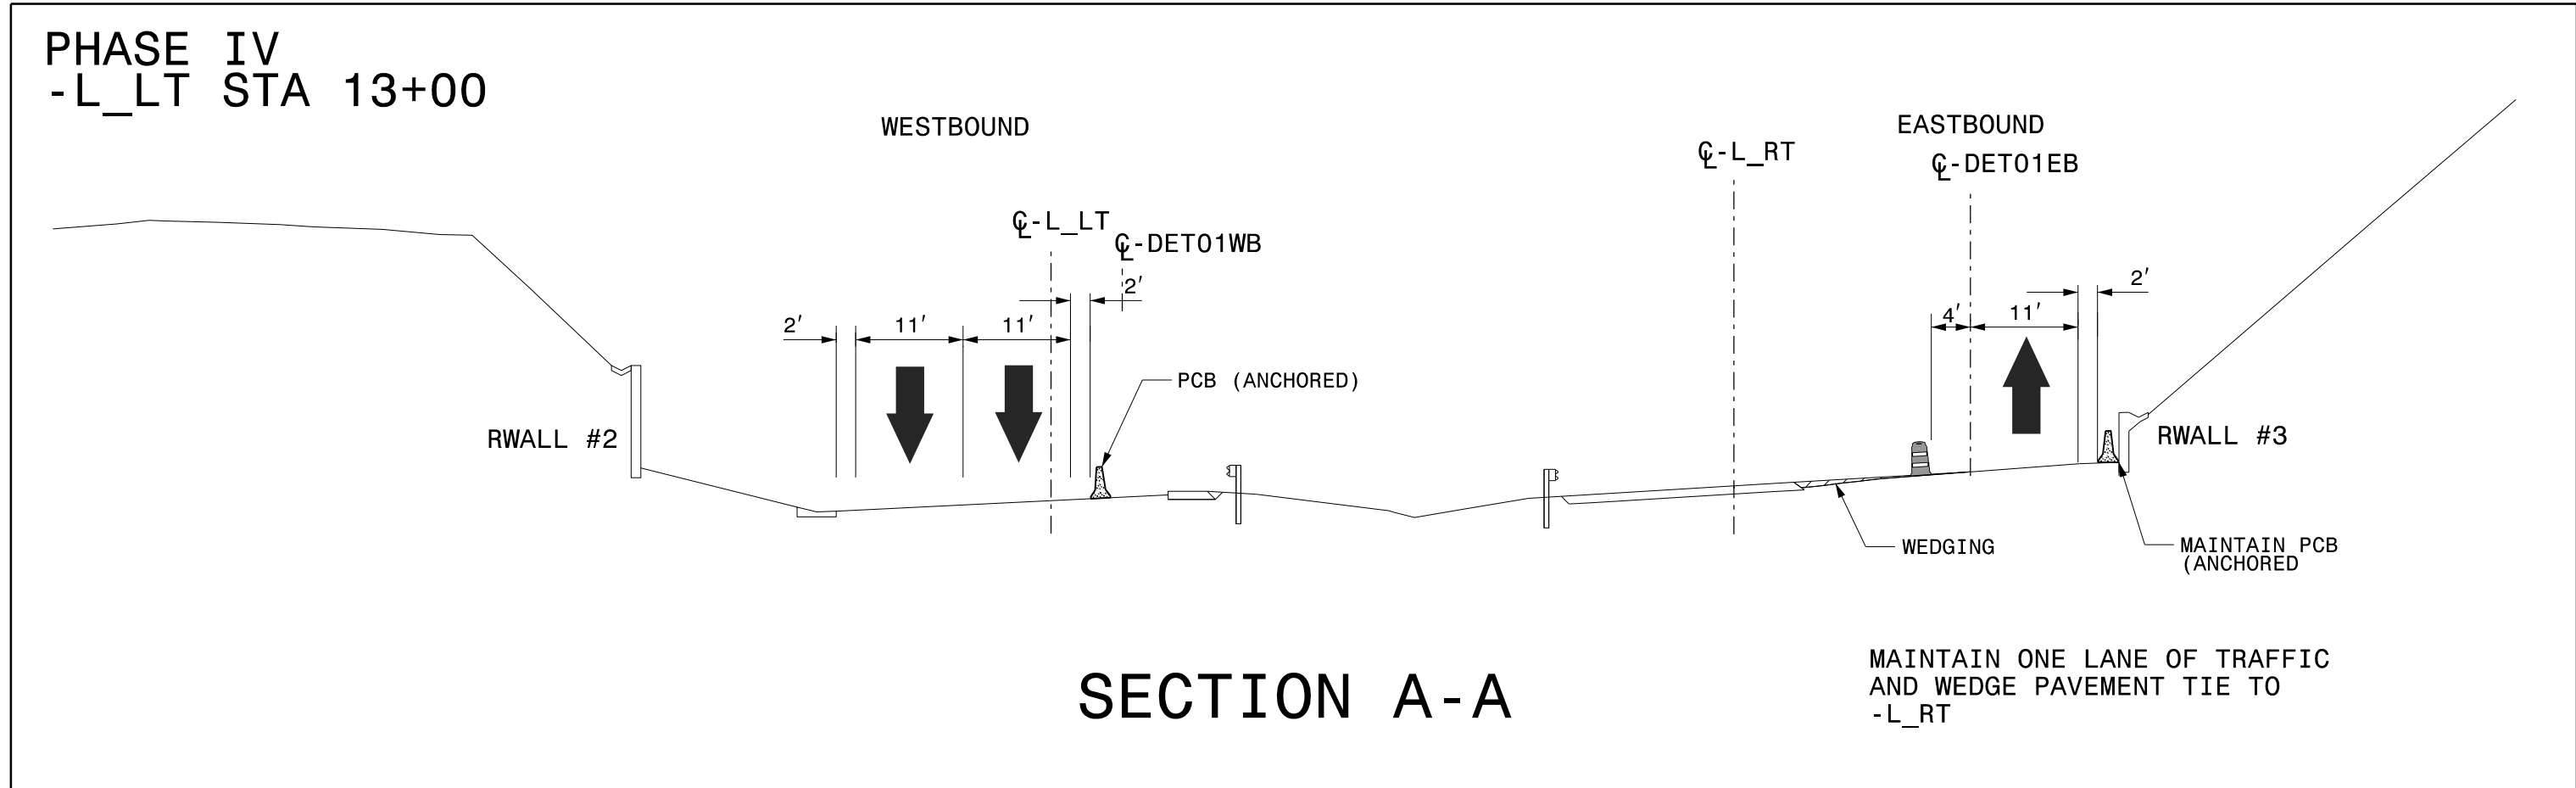 PHASE IV
-L_LT STA 13+00
WESTBOUND
EASTBOUND
℄-L_RT
℄-DET01EB
℄-L_LT
℄-DET01WB
2'
2'
2'
11'
11'
4'
11'
PCB (ANCHORED)
RWALL #2
RWALL #3
WEDGING
MAINTAIN PCB
(ANCHORED
SECTION A-A
MAINTAIN ONE LANE OF TRAFFIC
AND WEDGE PAVEMENT TIE TO
-L_RT